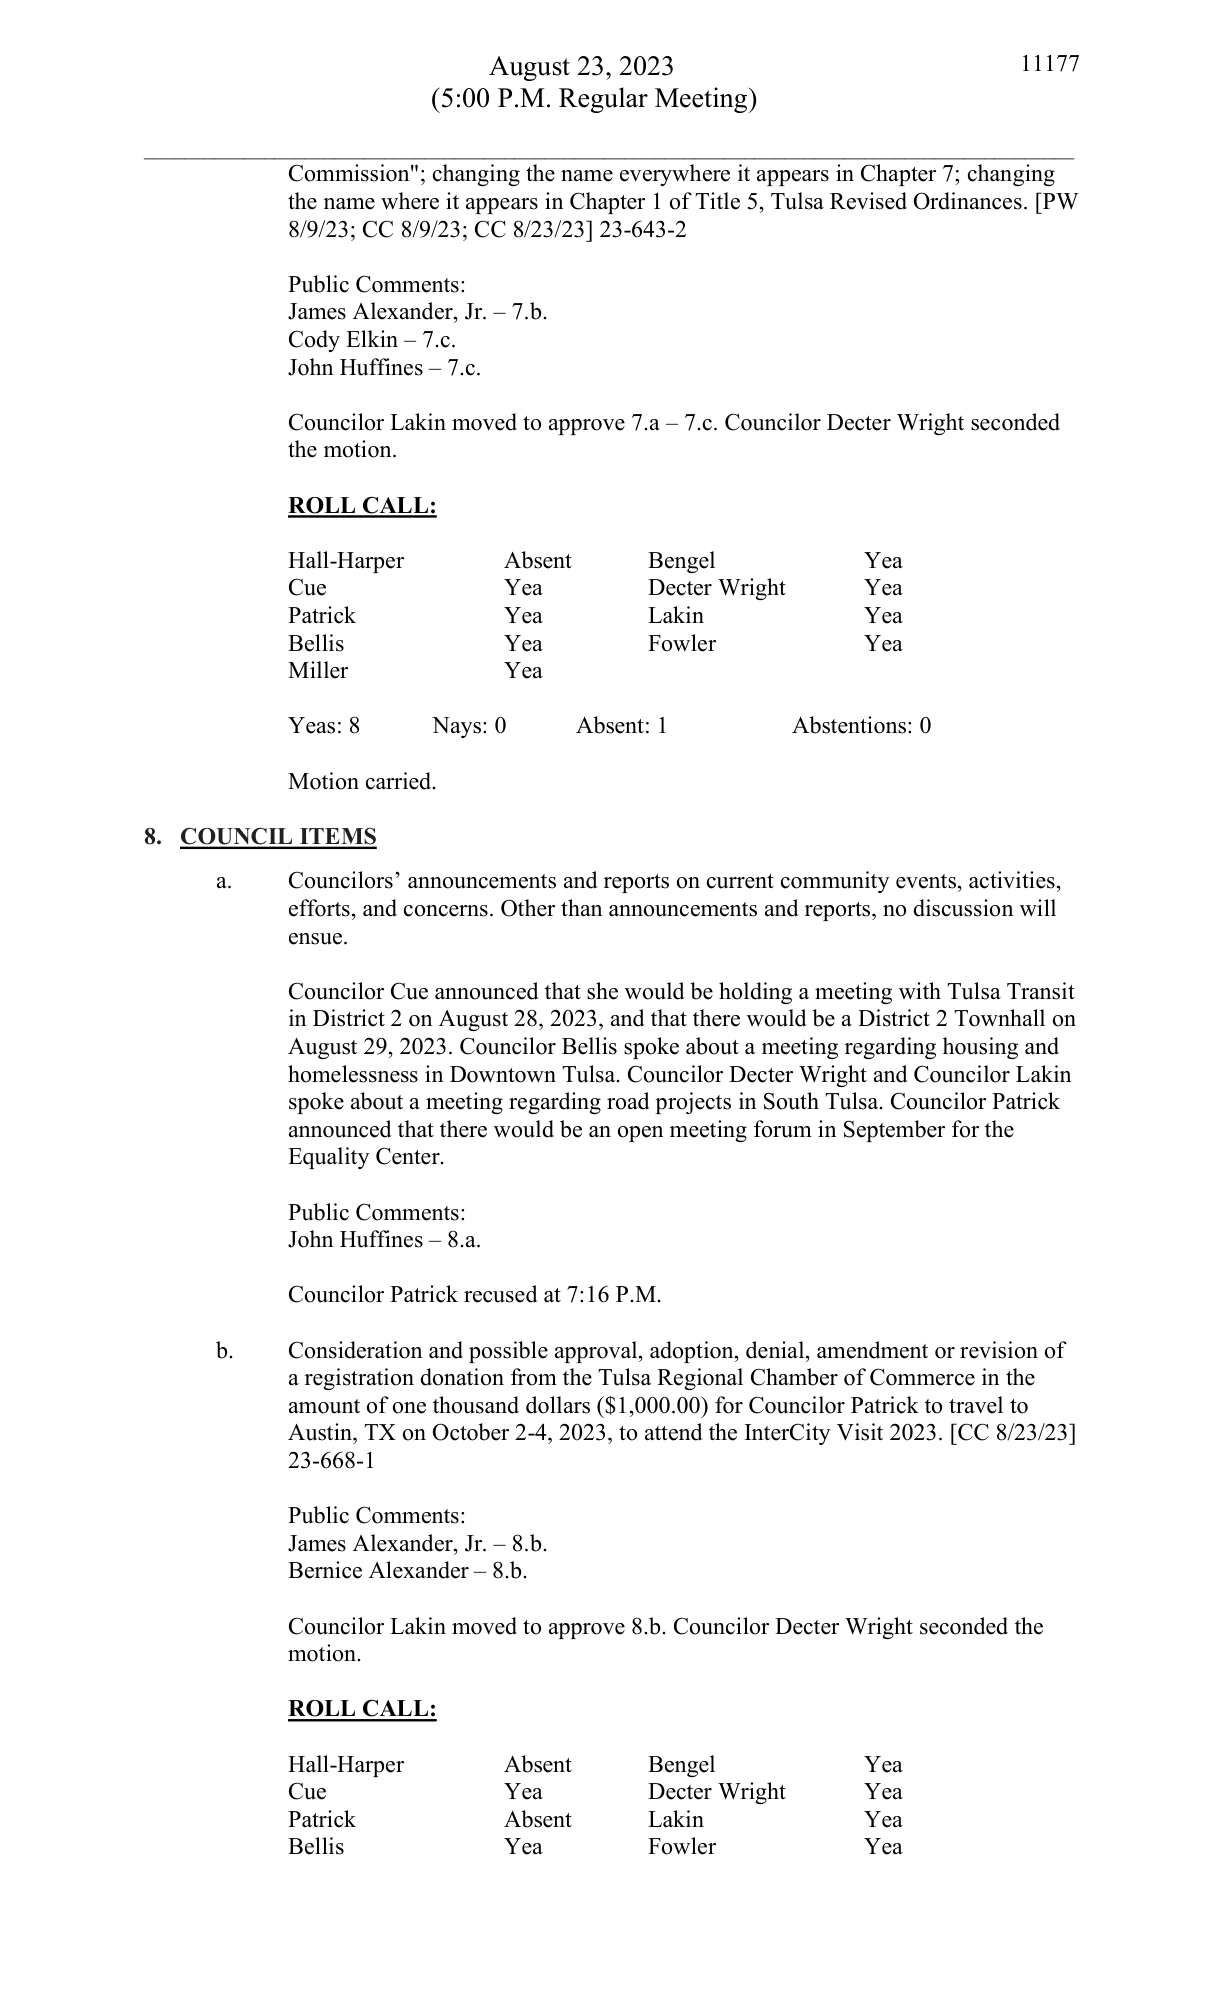 August 23, 2023
11177
(5:00 P.M. Regular Meeting)
Commission"; changing the name everywhere it appears in Chapter 7; changing
the name where it appears in Chapter 1 of Title 5, Tulsa Revised Ordinances. [PW
8/9/23; CC 8/9/23; CC 8/23/23] 23-643-2
Public Comments:
James Alexander, Jr. – 7.b.
Cody Elkin – 7.c.
John Huffines – 7.c.
Councilor Lakin moved to approve 7.a – 7.c. Councilor Decter Wright seconded
the motion.
ROLL CALL:
Hall-Harper Absent Bengel Yea
Cue Yea Decter Wright Yea
Patrick Yea Lakin Yea
Bellis Yea Fowler Yea
Miller Yea
Yeas: 8 Nays: 0 Absent: 1 Abstentions: 0
Motion carried.
8. COUNCIL ITEMS
a. Councilors’ announcements and reports on current community events, activities,
efforts, and concerns. Other than announcements and reports, no discussion will
ensue.
Councilor Cue announced that she would be holding a meeting with Tulsa Transit
in District 2 on August 28, 2023, and that there would be a District 2 Townhall on
August 29, 2023. Councilor Bellis spoke about a meeting regarding housing and
homelessness in Downtown Tulsa. Councilor Decter Wright and Councilor Lakin
spoke about a meeting regarding road projects in South Tulsa. Councilor Patrick
announced that there would be an open meeting forum in September for the
Equality Center.
Public Comments:
John Huffines – 8.a.
Councilor Patrick recused at 7:16 P.M.
b. Consideration and possible approval, adoption, denial, amendment or revision of
a registration donation from the Tulsa Regional Chamber of Commerce in the
amount of one thousand dollars ($1,000.00) for Councilor Patrick to travel to
Austin, TX on October 2-4, 2023, to attend the InterCity Visit 2023. [CC 8/23/23]
23-668-1
Public Comments:
James Alexander, Jr. – 8.b.
Bernice Alexander – 8.b.
Councilor Lakin moved to approve 8.b. Councilor Decter Wright seconded the
motion.
ROLL CALL:
Hall-Harper Absent Bengel Yea
Cue Yea Decter Wright Yea
Patrick Absent Lakin Yea
Bellis Yea Fowler Yea